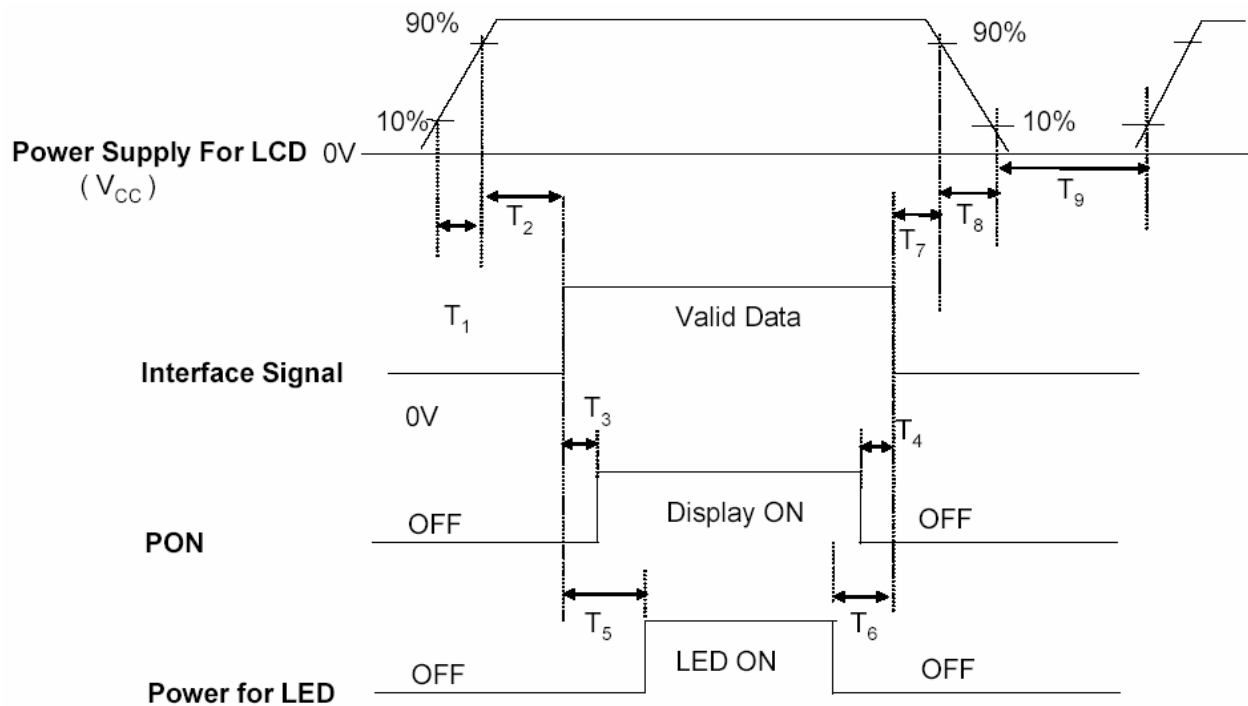 90%
90%
10%
10%
Power Supply For LCD 0V
( V_CC )
T₂
T₇
T₈
T₉
T₁
Valid Data
Interface Signal
0V
T₃
T₄
OFF
Display ON
OFF
PON
T₅
T₆
OFF
LED ON
OFF
Power for LED